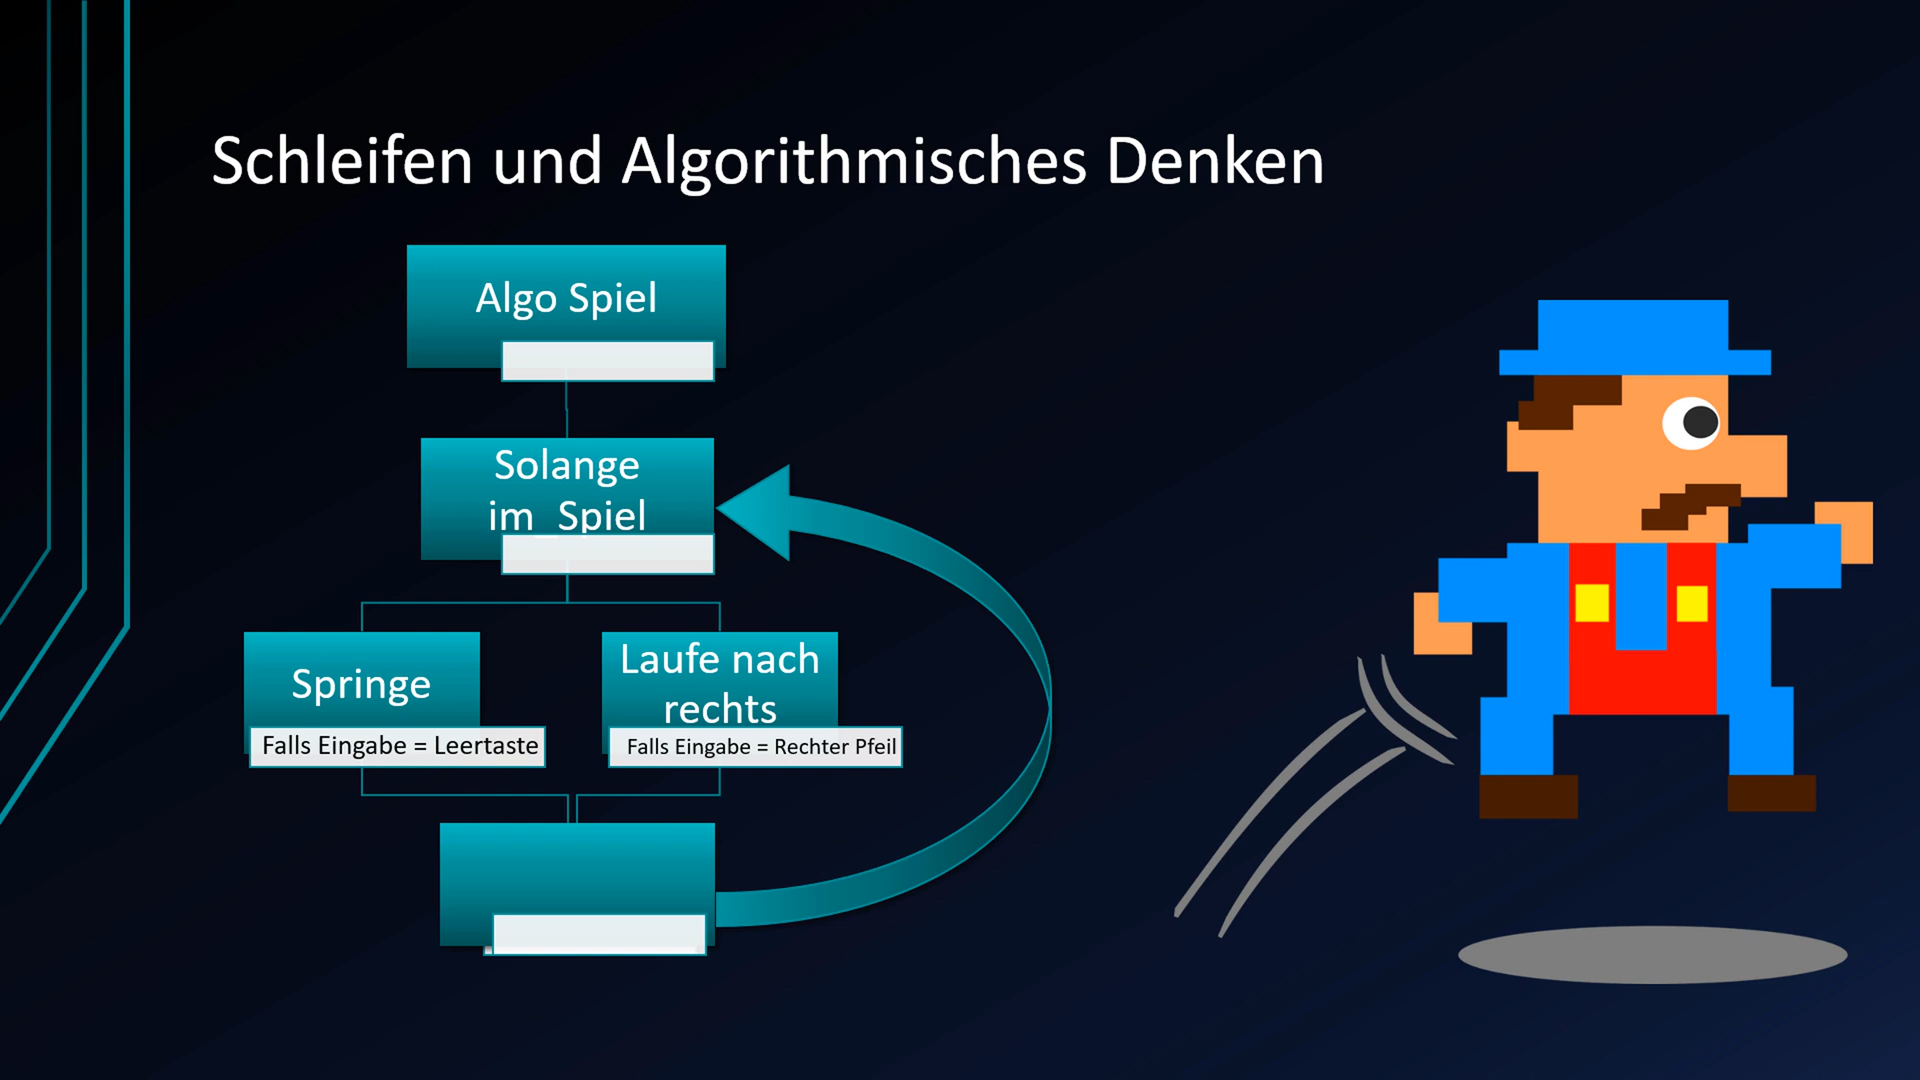 Schleifen und Algorithmisches Denken
Algo Spiel
Solange
im_Spiel
Springe
Falls Eingabe = Leertaste
Laufe nach
rechts
Falls Eingabe = Rechter Pfeil